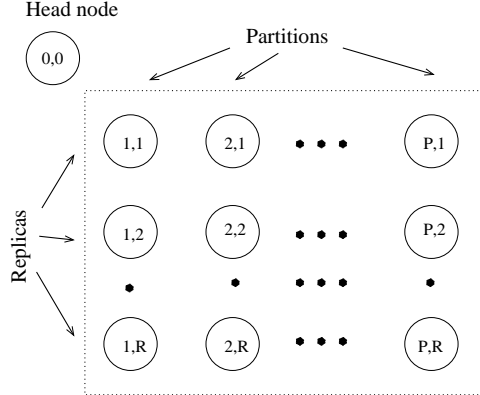 Head node
0,0
Partitions
1,1
2,1
P,1
Replicas
1,2
2,2
P,2
1,R
2,R
P,R